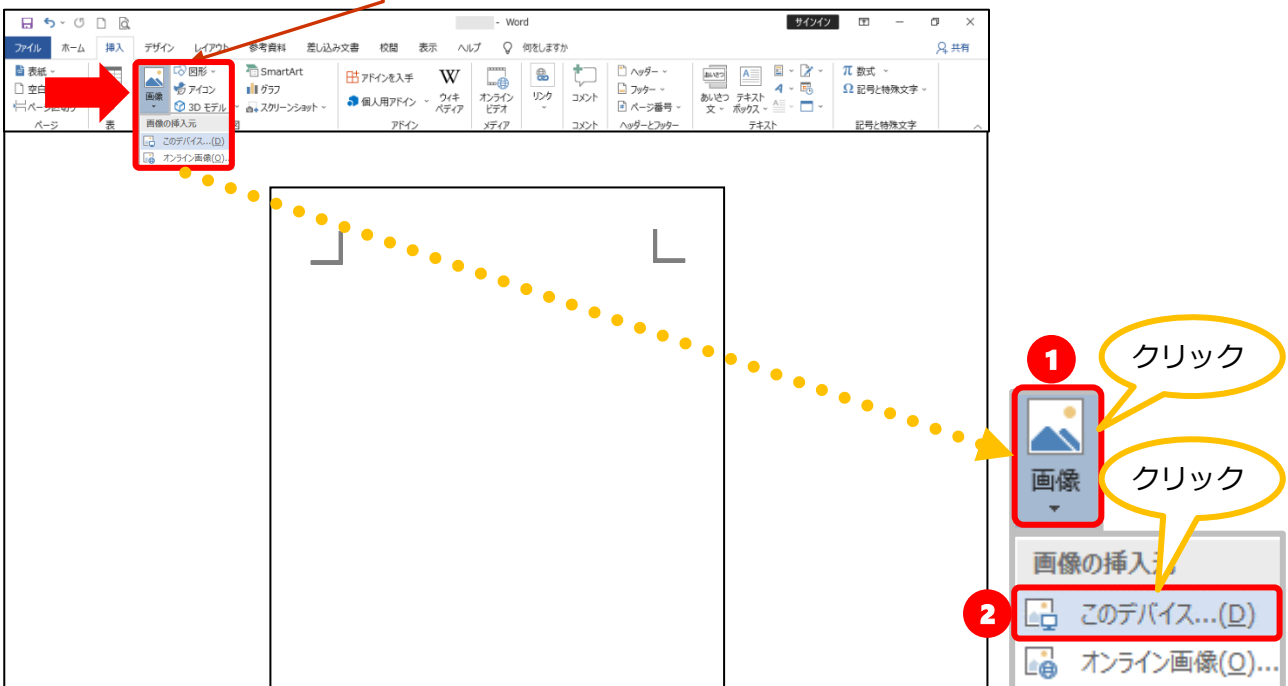 - Word
サインイン
ファイル ホーム 挿入 デザイン レイアウト 参考資料 差し込み文書 校閲 表示 ヘルプ 何をしますか 共有
表紙 図形 SmartArt アドインを入手 ヘッダー 数式
空白 アイコン グラフ フッター Ω 記号と特殊文字
3D モデル スクリーンショット 個人用アドイン ページ番号
画像 ウィキペディア オンラインビデオ リンク コメント あいさつ文 テキストボックス
ページ 表 アドイン メディア コメント ヘッダーとフッター テキスト 記号と特殊文字
画像の挿入元
このデバイス...(D)
オンライン画像(O)...
1
クリック
画像
クリック
画像の挿入元
2
このデバイス...(D)
オンライン画像(O)...